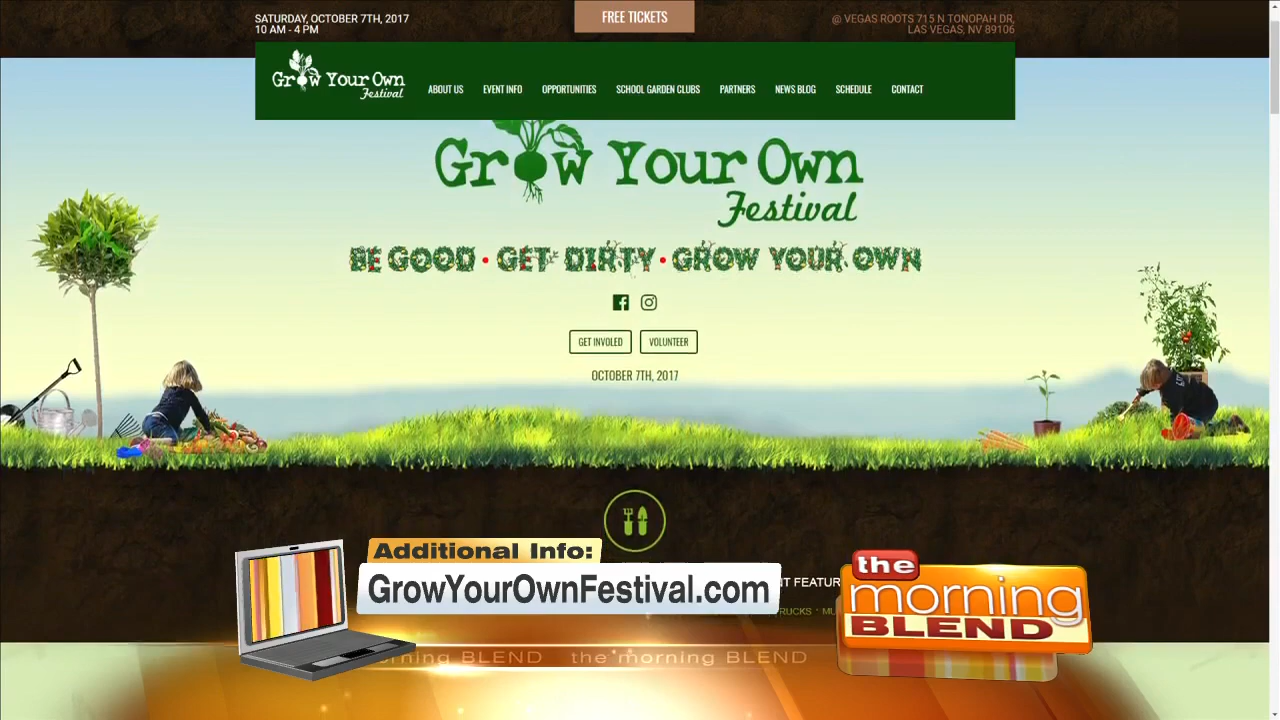 SATURDAY, OCTOBER 7TH, 2017
10 AM - 4 PM
FREE TICKETS
@ VEGAS ROOTS 715 N TONOPAH DR,
LAS VEGAS, NV 89106
Grow Your Own
Festival
ABOUT US EVENT INFO OPPORTUNITIES SCHOOL GARDEN CLUBS PARTNERS NEWS BLOG SCHEDULE CONTACT
Grow Your Own
Festival
BE GOOD • GET DIRTY • GROW YOUR OWN
GET INVOLED VOLUNTEER
OCTOBER 7TH, 2017
Additional Info:
GrowYourOwnFestival.com
the
morning
BLEND
morning BLEND the morning BLEND